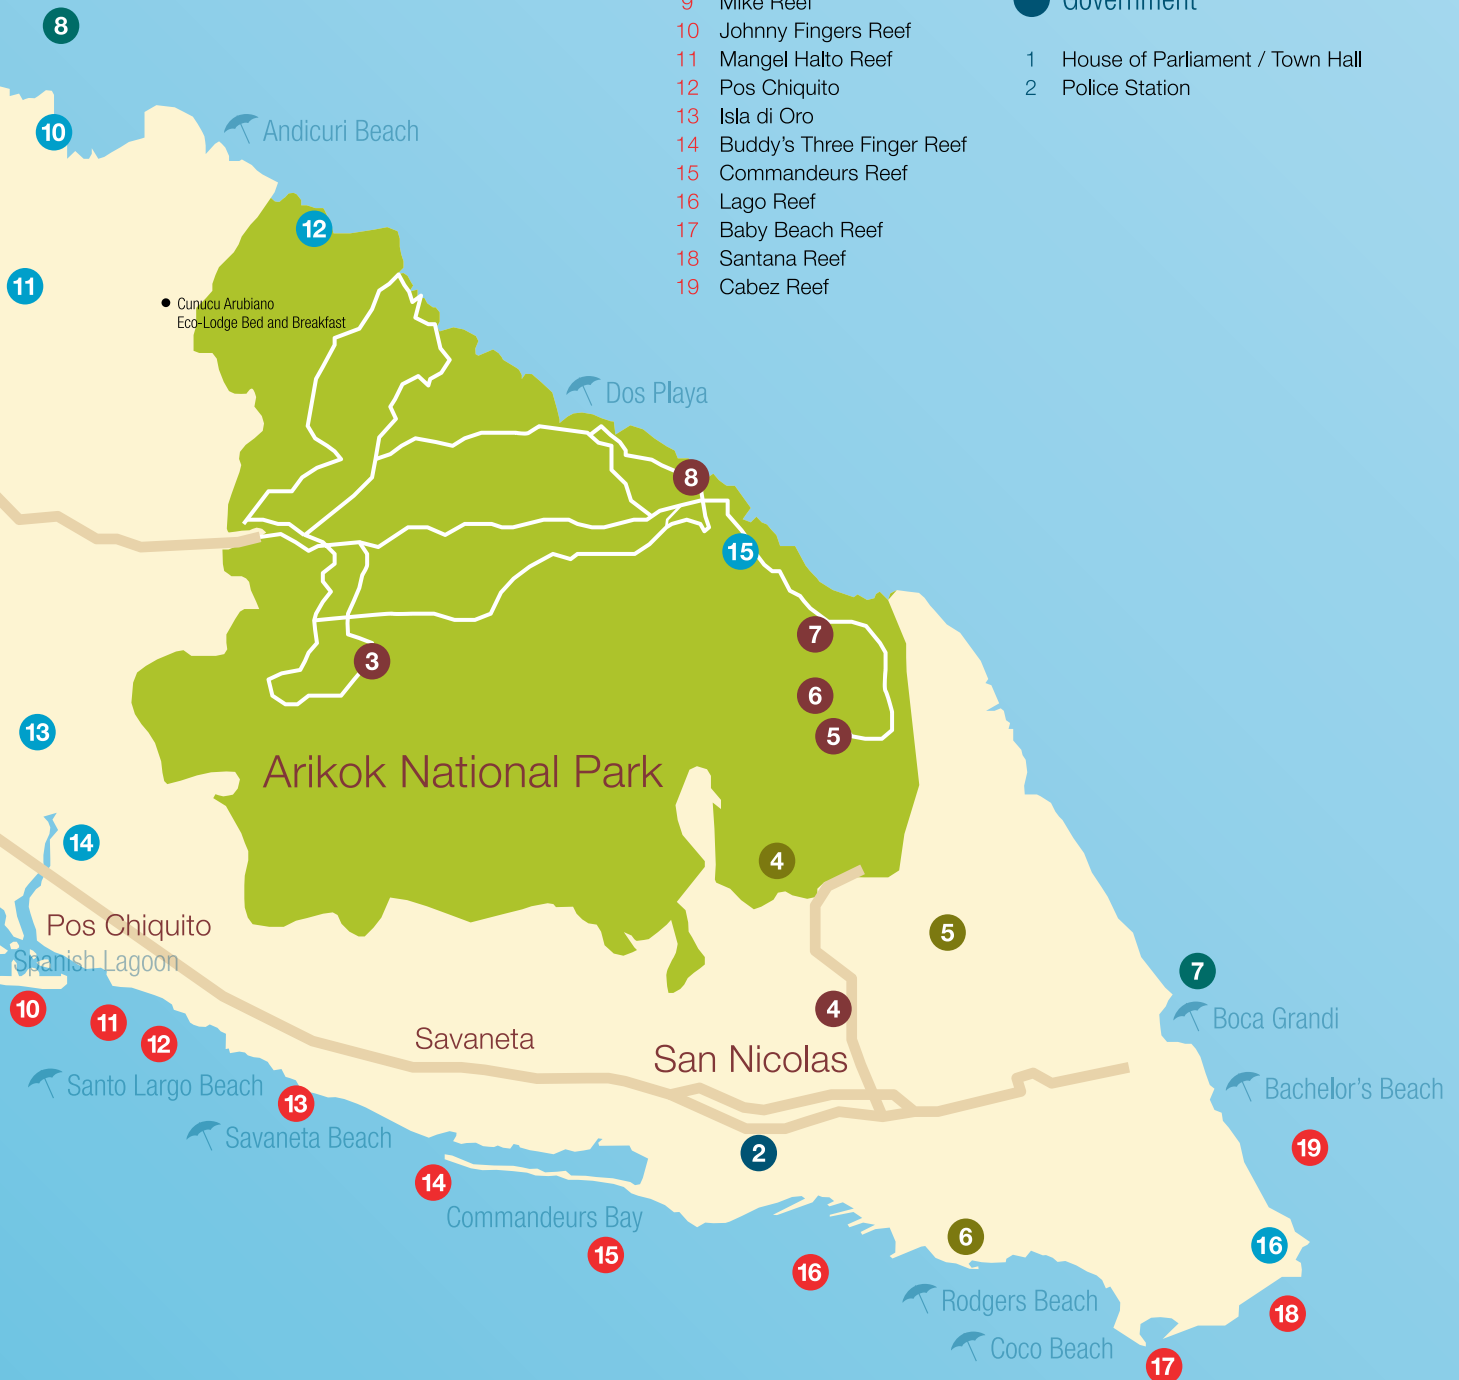 9 Mike Reef
10 Johnny Fingers Reef
11 Mangel Halto Reef
12 Pos Chiquito
13 Isla di Oro
14 Buddy's Three Finger Reef
15 Commandeurs Reef
16 Lago Reef
17 Baby Beach Reef
18 Santana Reef
19 Cabez Reef
Government
1 House of Parliament / Town Hall
2 Police Station
8
10
Andicuri Beach
12
11
Cunucu Arubiano
Eco-Lodge Bed and Breakfast
Dos Playa
8
15
7
3
6
5
13
Arikok National Park
14
4
Pos Chiquito
5
Spanish Lagoon
7
10
11
4
Boca Grandi
12
Savaneta
San Nicolas
Santo Largo Beach
Bachelor's Beach
13
Savaneta Beach
19
2
14
Commandeurs Bay
6
16
15
16
Rodgers Beach
18
Coco Beach
17